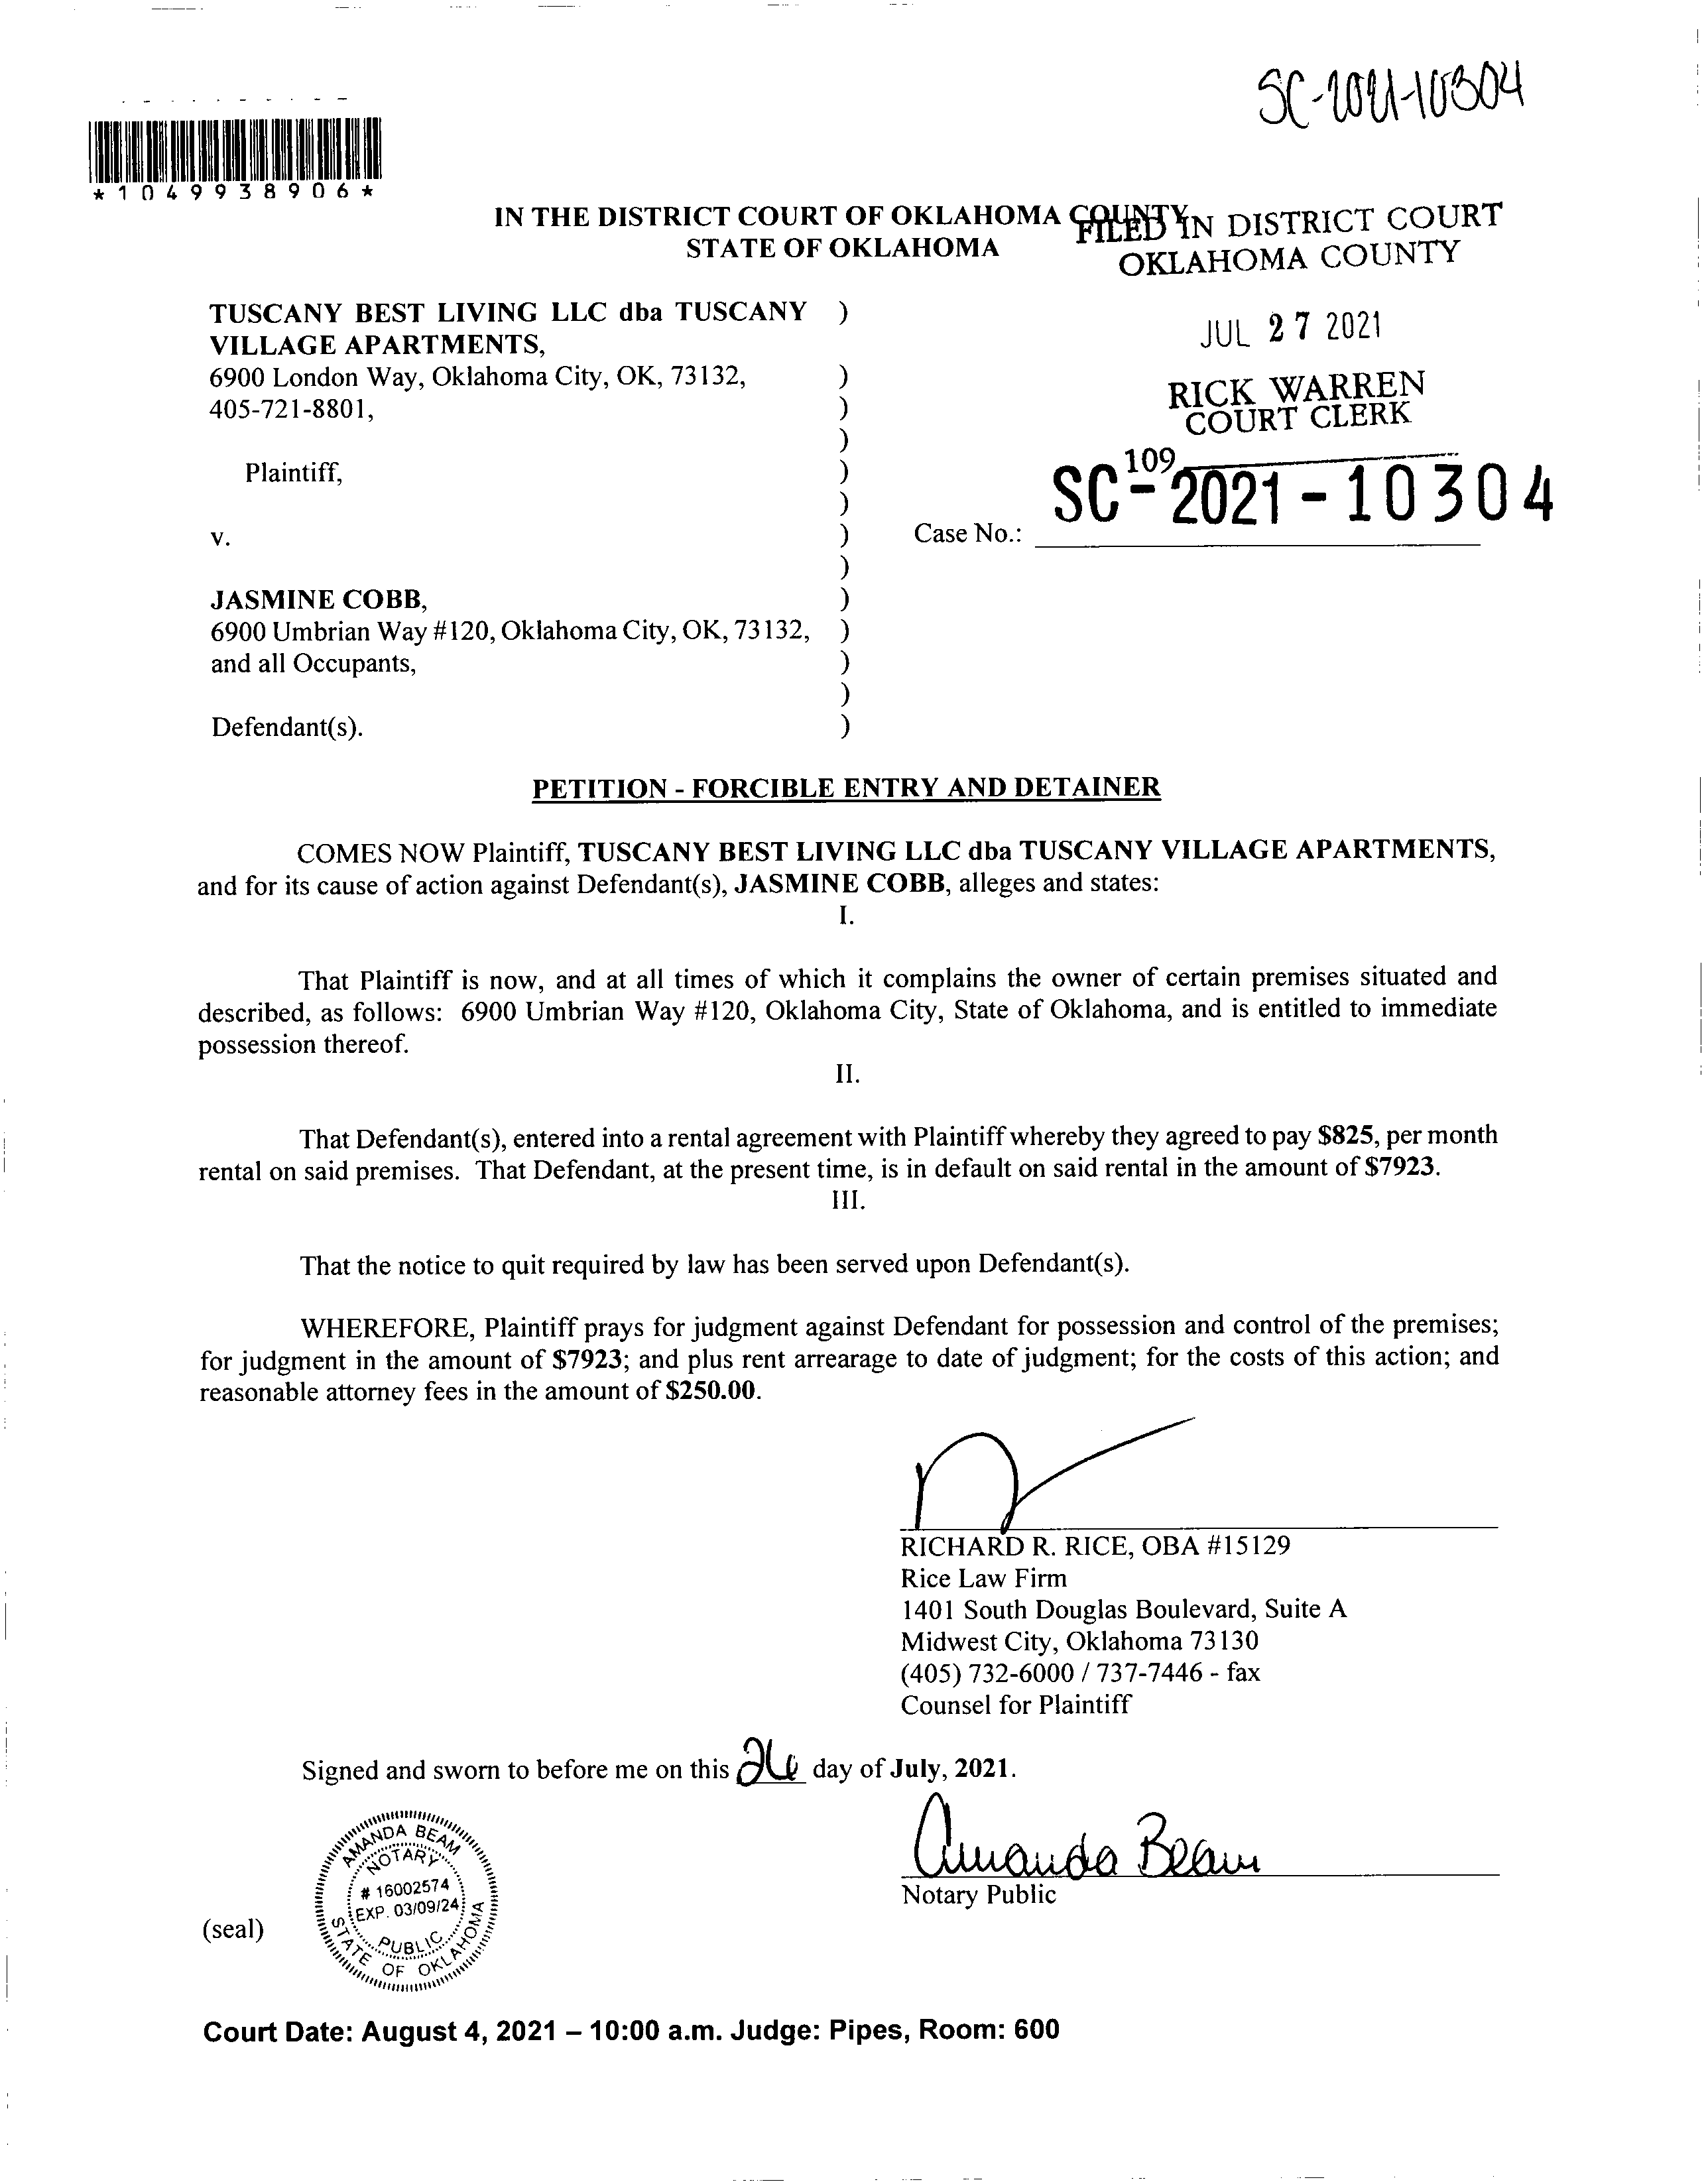 SC-2021-10304
*1049938906*
IN THE DISTRICT COURT OF OKLAHOMA COUNTY
STATE OF OKLAHOMA
FILED IN DISTRICT COURT
OKLAHOMA COUNTY
JUL 27 2021
RICK WARREN
COURT CLERK
109
TUSCANY BEST LIVING LLC dba TUSCANY )
VILLAGE APARTMENTS,
6900 London Way, Oklahoma City, OK, 73132, )
405-721-8801, )
)
Plaintiff, )
)
v. )
)
Case No.: SC-2021-10304
JASMINE COBB, )
6900 Umbrian Way #120, Oklahoma City, OK, 73132, )
and all Occupants, )
)
Defendant(s). )
PETITION - FORCIBLE ENTRY AND DETAINER
COMES NOW Plaintiff, TUSCANY BEST LIVING LLC dba TUSCANY VILLAGE APARTMENTS,
and for its cause of action against Defendant(s), JASMINE COBB, alleges and states:
I.
That Plaintiff is now, and at all times of which it complains the owner of certain premises situated and
described, as follows: 6900 Umbrian Way #120, Oklahoma City, State of Oklahoma, and is entitled to immediate
possession thereof.
II.
That Defendant(s), entered into a rental agreement with Plaintiff whereby they agreed to pay $825, per month
rental on said premises. That Defendant, at the present time, is in default on said rental in the amount of $7923.
III.
That the notice to quit required by law has been served upon Defendant(s).
WHEREFORE, Plaintiff prays for judgment against Defendant for possession and control of the premises;
for judgment in the amount of $7923; and plus rent arrearage to date of judgment; for the costs of this action; and
reasonable attorney fees in the amount of $250.00.
RICHARD R. RICE, OBA #15129
Rice Law Firm
1401 South Douglas Boulevard, Suite A
Midwest City, Oklahoma 73130
(405) 732-6000 / 737-7446 - fax
Counsel for Plaintiff
Signed and sworn to before me on this 26 day of July, 2021.
Amanda Beam
Notary Public
(seal)
AMANDA BEAM
NOTARY
# 16002574
EXP. 03/09/24
PUBLIC
STATE OF OKLAHOMA
Court Date: August 4, 2021 – 10:00 a.m. Judge: Pipes, Room: 600